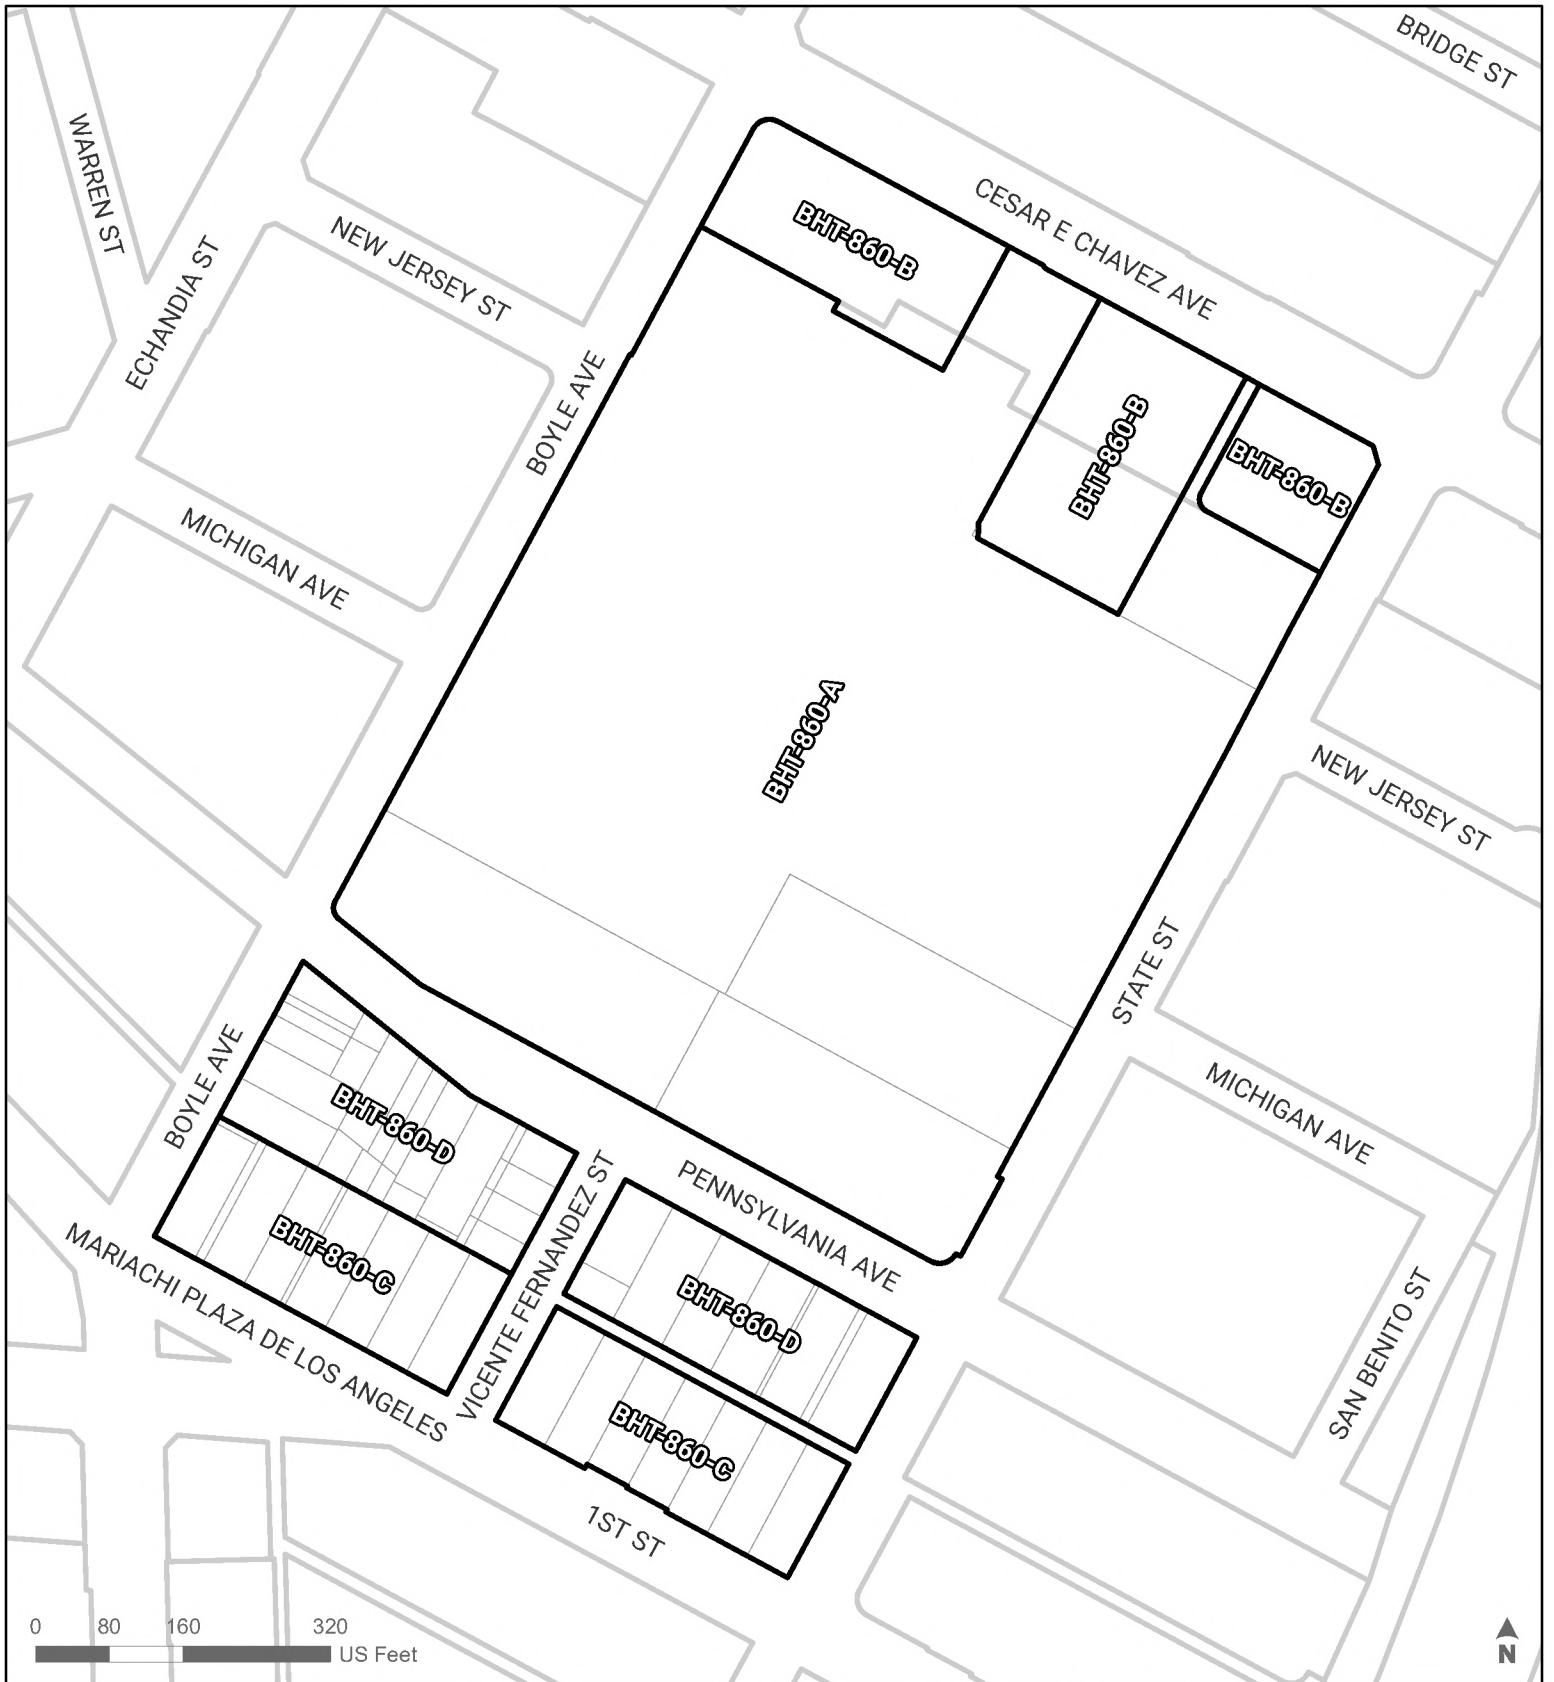 BRIDGE ST
WARREN ST
CESAR E CHAVEZ AVE
BHT-860-B
NEW JERSEY ST
ECHANDIA ST
BOYLE AVE
BHT-860-B
BHT-860-B
MICHIGAN AVE
BHT-860-A
NEW JERSEY ST
STATE ST
BOYLE AVE
BHT-860-D
MICHIGAN AVE
PENNSYLVANIA AVE
VICENTE FERNANDEZ ST
BHT-860-C
MARIACHI PLAZA DE LOS ANGELES
BHT-860-D
SAN BENITO ST
BHT-860-C
1ST ST
0 80 160 320
US Feet
N